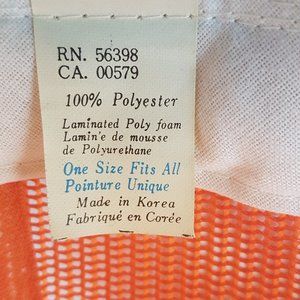 RN. 56398
CA. 00579
100% Polyester
Laminated Poly foam
Lamin'e de mousse
de Polyurethane
One Size Fits All
Pointure Unique
Made in Korea
Fabriqué en Corée